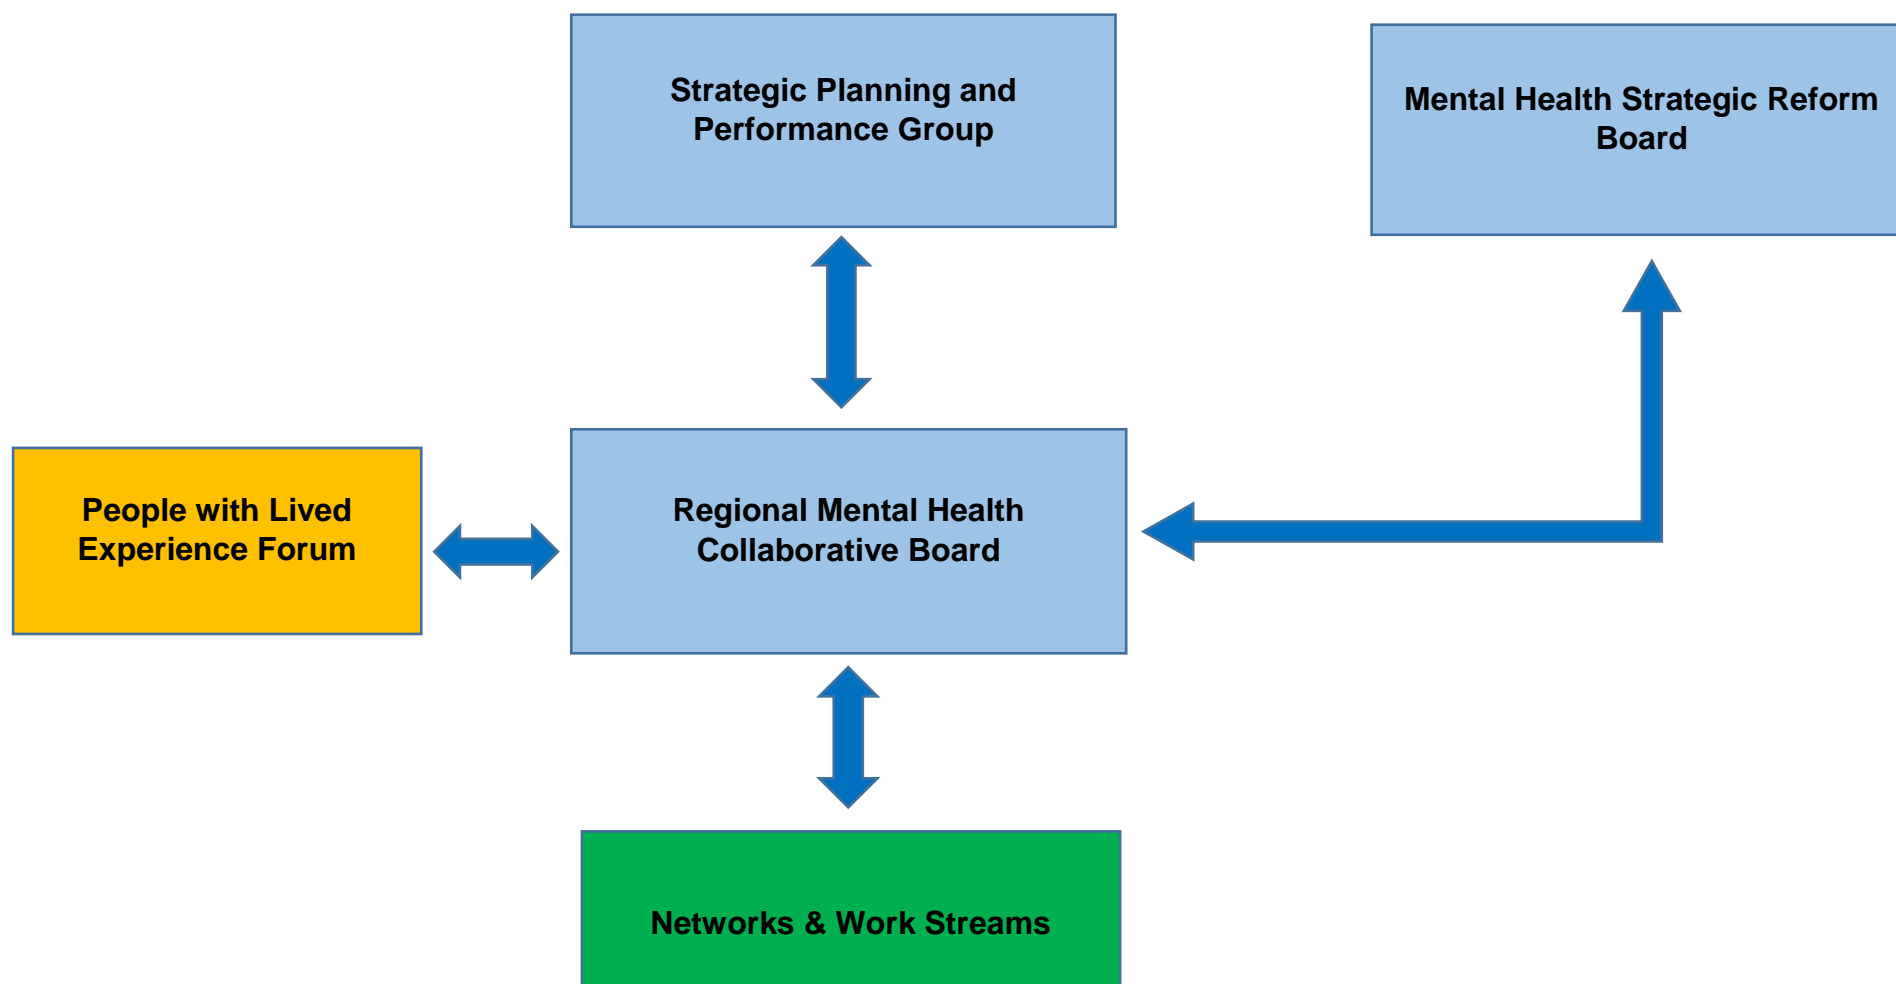 Strategic Planning and
Performance Group
Mental Health Strategic Reform
Board
People with Lived
Experience Forum
Regional Mental Health
Collaborative Board
Networks & Work Streams